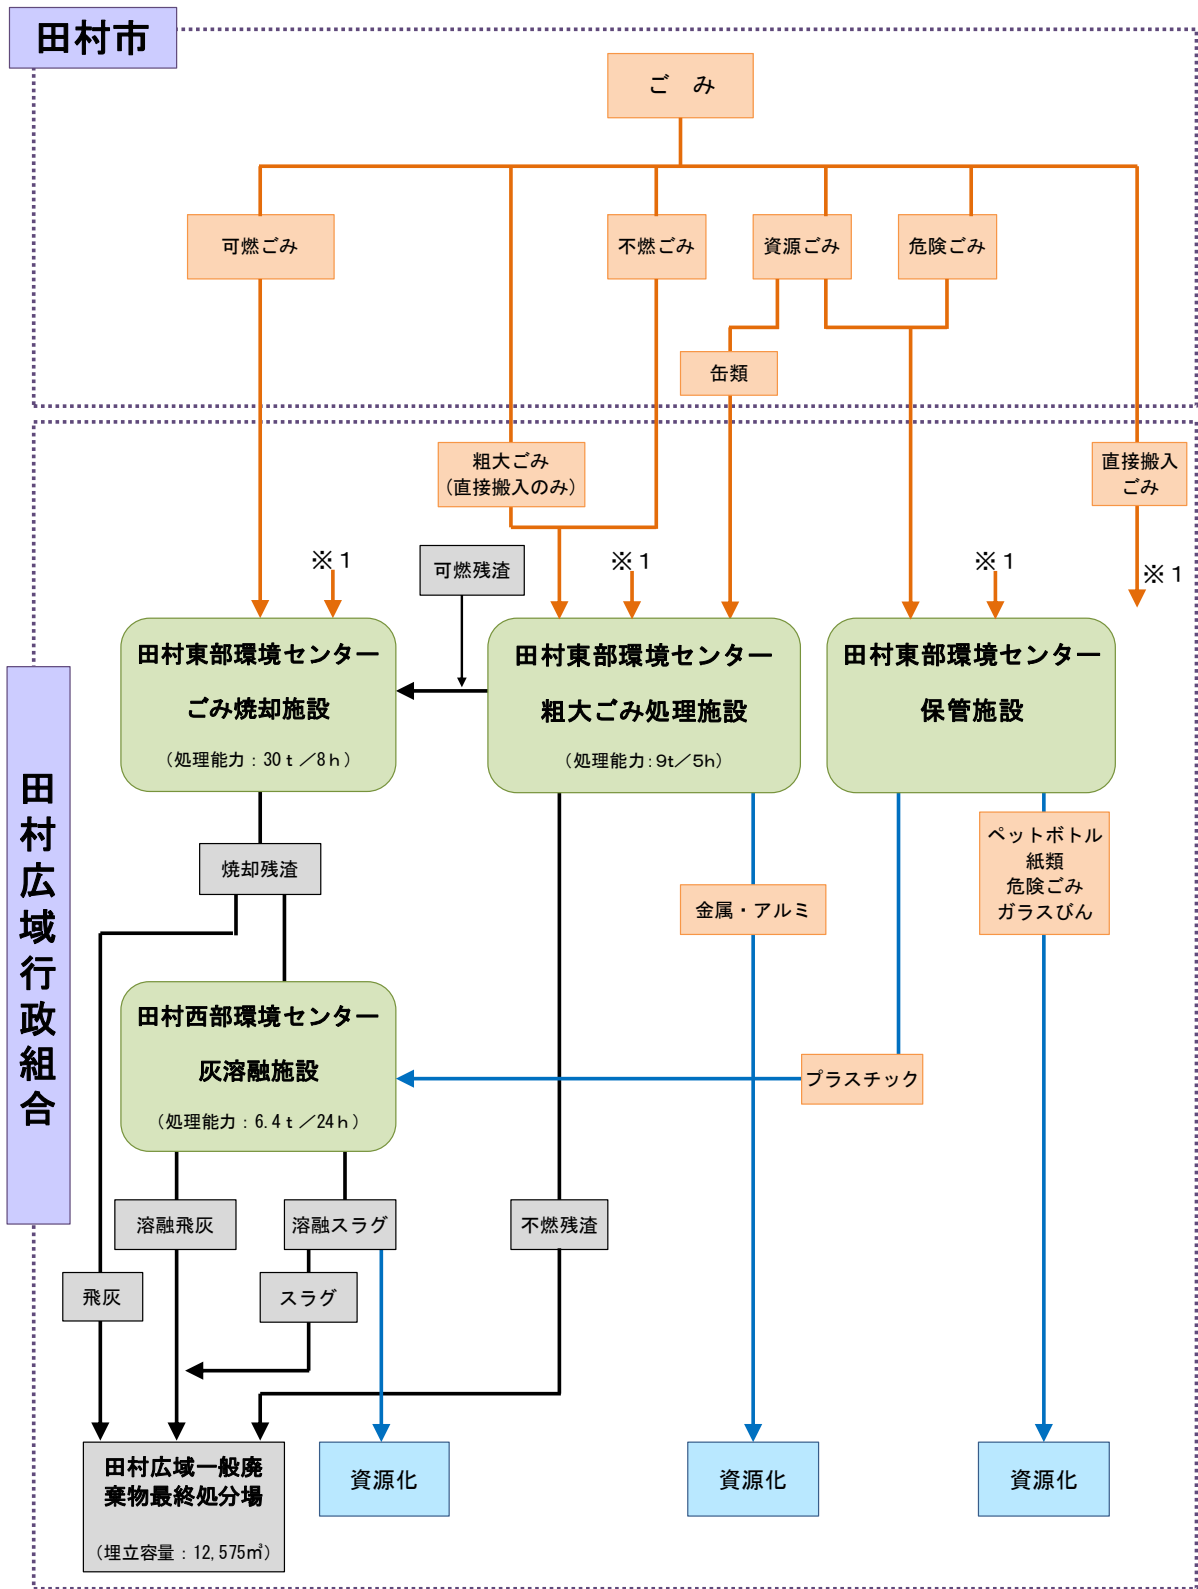 田村市
ご　み
可燃ごみ
不燃ごみ
資源ごみ
危険ごみ
缶類
粗大ごみ
（直接搬入のみ）
直接搬入
ごみ
※１
可燃残渣
※１
※１
※１
田村東部環境センター
ごみ焼却施設
（処理能力：30ｔ／8ｈ）
田村東部環境センター
粗大ごみ処理施設
（処理能力：9t／5h）
田村東部環境センター
保管施設
田村広域行政組合
焼却残渣
金属・アルミ
ペットボトル
紙類
危険ごみ
ガラスびん
田村西部環境センター
灰溶融施設
（処理能力：6.4ｔ／24ｈ）
プラスチック
溶融飛灰
溶融スラグ
不燃残渣
飛灰
スラグ
田村広域一般廃
棄物最終処分場
（埋立容量：12,575㎥）
資源化
資源化
資源化